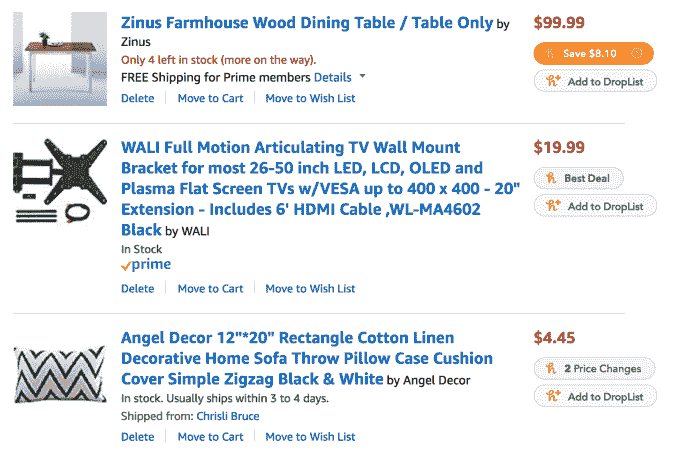 Zinus Farmhouse Wood Dining Table / Table Only by
Zinus
Only 4 left in stock (more on the way).
FREE Shipping for Prime members Details
Delete Move to Cart Move to Wish List
$99.99
Save $8.10
Add to DropList
WALI Full Motion Articulating TV Wall Mount
Bracket for most 26-50 inch LED, LCD, OLED and
Plasma Flat Screen TVs w/VESA up to 400 x 400 - 20"
Extension - Includes 6' HDMI Cable ,WL-MA4602
Black by WALI
In Stock
prime
Delete Move to Cart Move to Wish List
$19.99
Best Deal
Add to DropList
Angel Decor 12"*20" Rectangle Cotton Linen
Decorative Home Sofa Throw Pillow Case Cushion
Cover Simple Zigzag Black & White by Angel Decor
In stock. Usually ships within 3 to 4 days.
Shipped from: Chrisli Bruce
Delete Move to Cart Move to Wish List
$4.45
2 Price Changes
Add to DropList